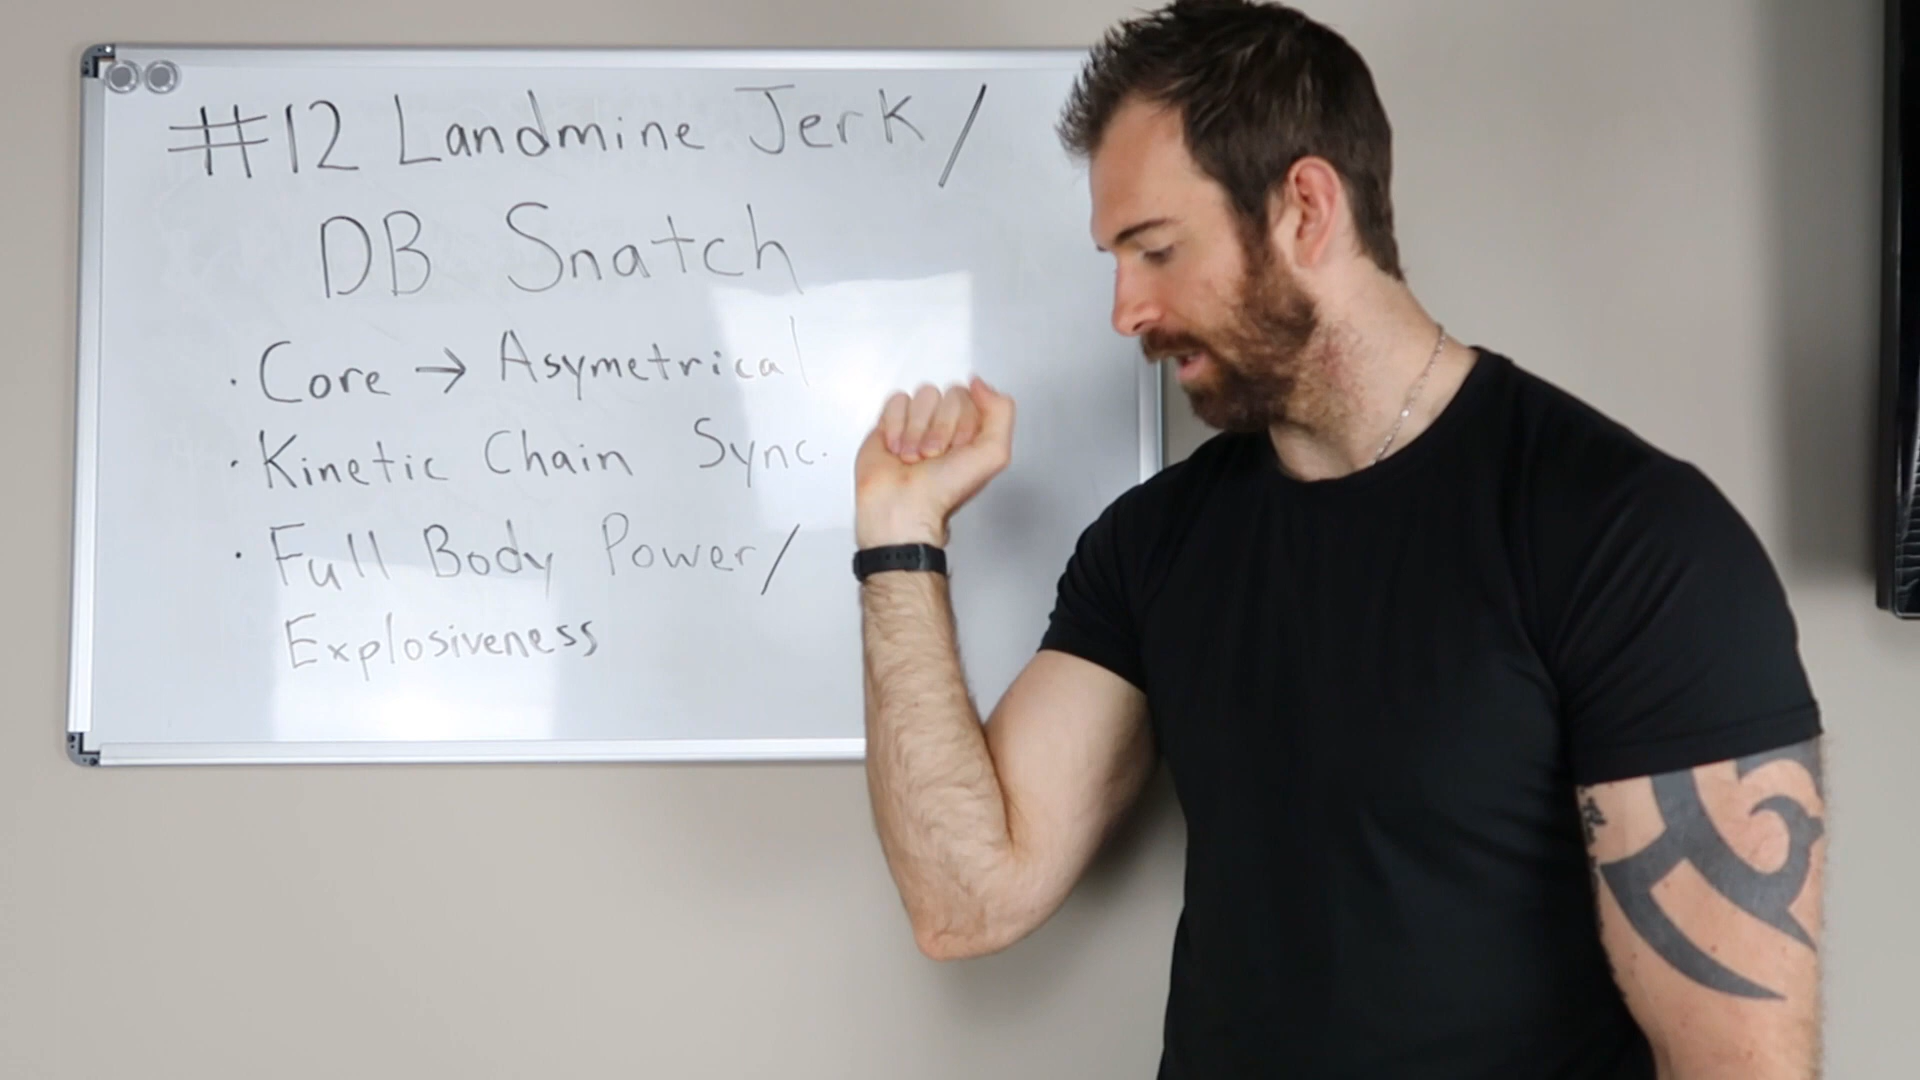 #12 Landmine Jerk /
DB Snatch
· Core → Asymetrical
· Kinetic Chain Sync.
· Full Body Power/
Explosiveness